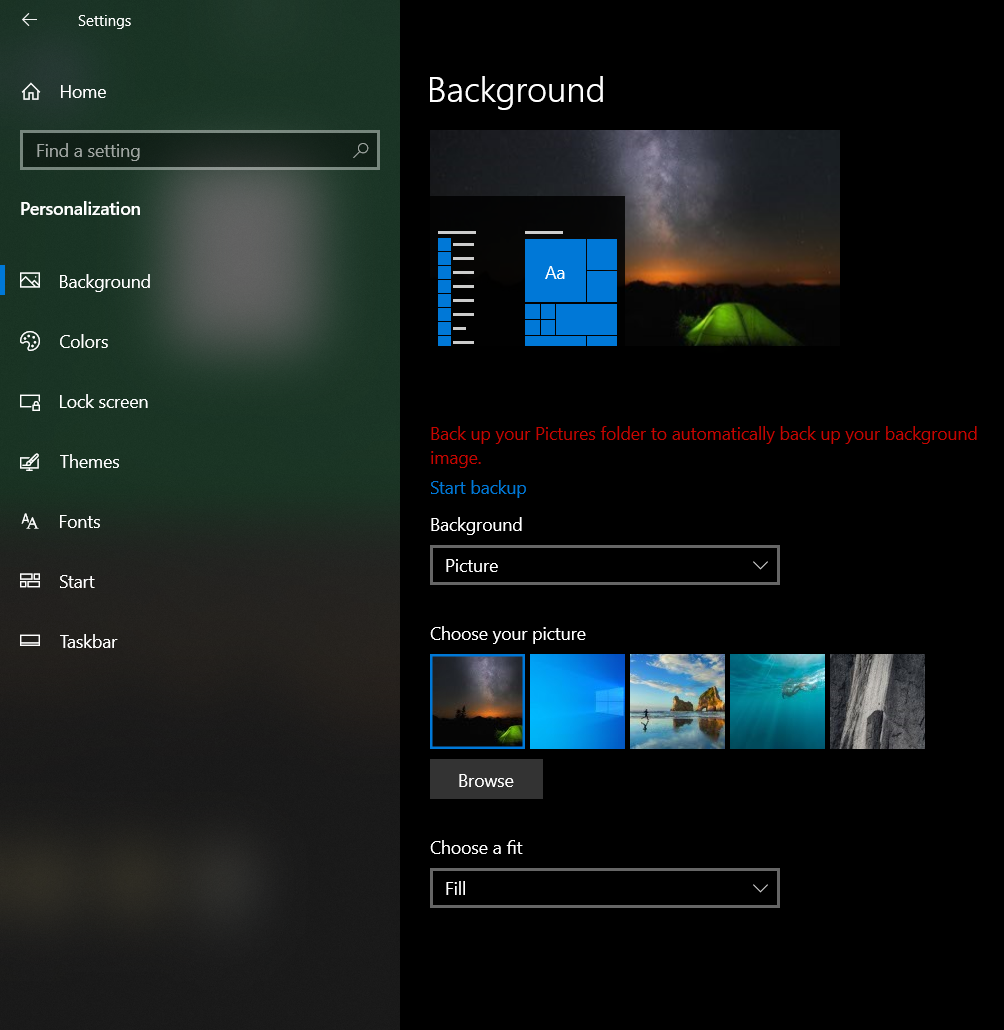 Settings
Home
Find a setting
Personalization
Background
Colors
Lock screen
Themes
Fonts
Start
Taskbar
Background
Aa
Back up your Pictures folder to automatically back up your background
image.
Start backup
Background
Picture
Choose your picture
Browse
Choose a fit
Fill